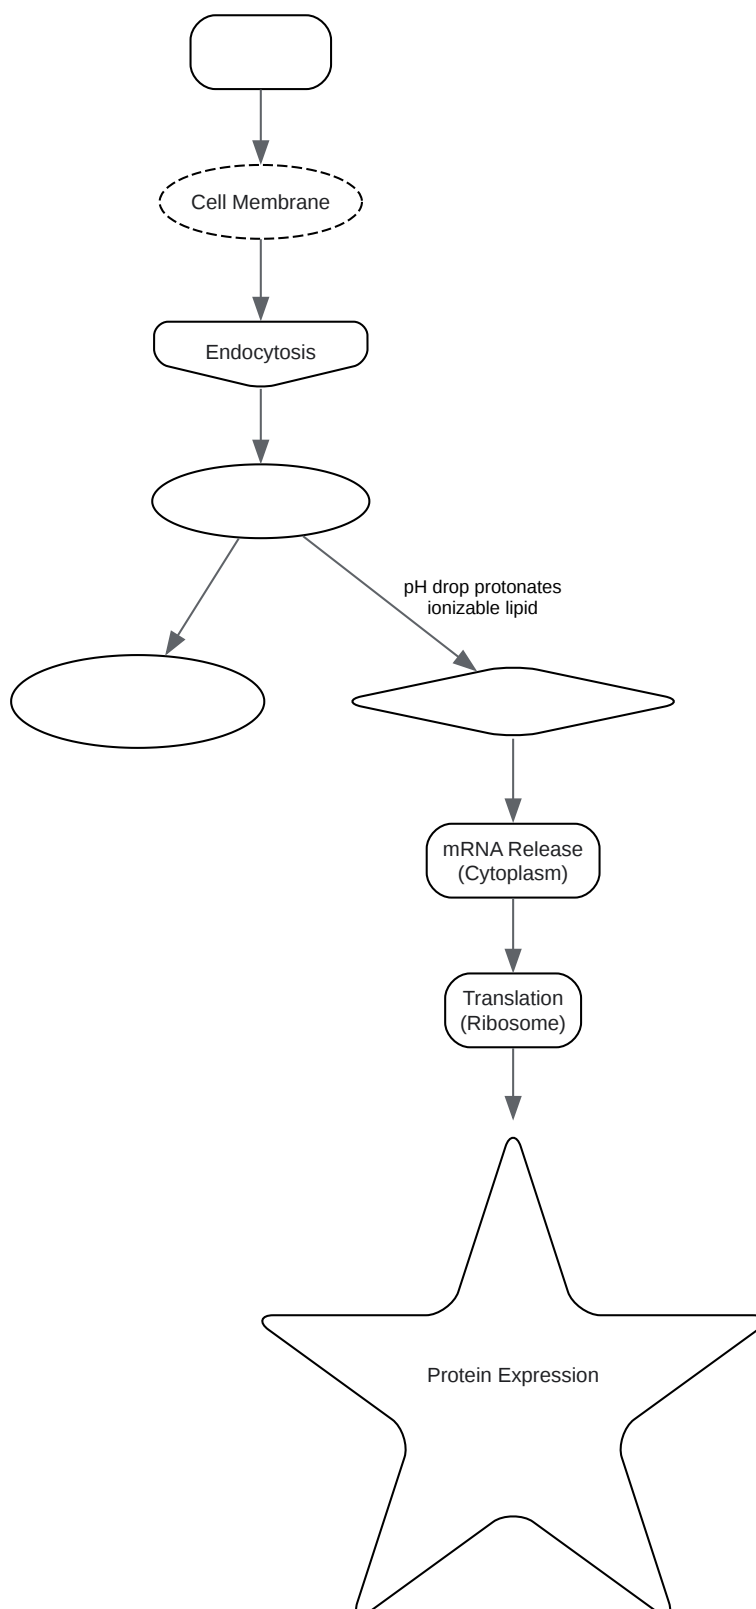 Cell Membrane
Endocytosis
pH drop protonates
ionizable lipid
mRNA Release
(Cytoplasm)
Translation
(Ribosome)
Protein Expression